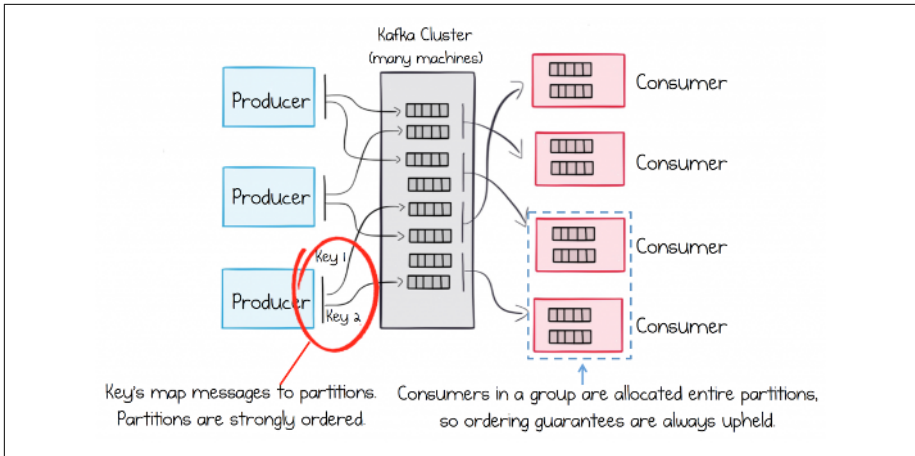 Kafka Cluster
(many machines)
Producer
Producer
Producer
Key 1
Key 2
Consumer
Consumer
Consumer
Consumer
Key's map messages to partitions.
Partitions are strongly ordered.
Consumers in a group are allocated entire partitions,
so ordering guarantees are always upheld.